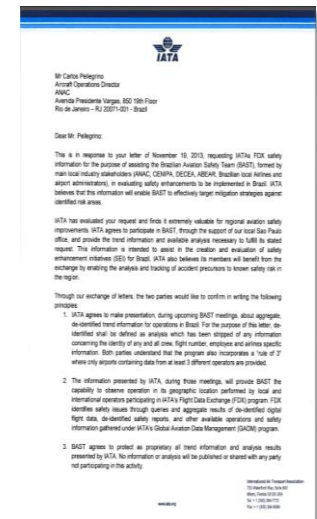 IATA
Mr Carlos Pellegrino
Aircraft Operations Director
ANAC
Avenida Presidente Vargas, 850 19th Floor
Rio de Janeiro – RJ 20071-001 - Brazil
Dear Mr. Pellegrino:
This is in response to your letter of November 19, 2013, requesting IATAs FDX safety
information for the purpose of assisting the Brazilian Aviation Safety Team (BAST), formed by
main local industry stakeholders (ANAC, CENIPA, DECEA, ABEAR, Brazilian local Airlines and
airport administrators), in evaluating safety enhancements to be implemented in Brazil. IATA
believes that this information will enable BAST to effectively target mitigation strategies against
identified risk areas.
IATA has evaluated your request and finds it extremely valuable for regional aviation safety
improvements. IATA agrees to participate in BAST, through the support of our local Sao Paulo
office, and provide the trend information and available analysis necessary to fulfill its stated
request. This information is intended to assist in the creation and evaluation of safety
enhancement initiatives (SEI) for Brazil. IATA also believes its members will benefit from the
exchange by enabling the analysis and tracking of accident precursors to known safety risk in
the region.
Through our exchange of letters, the two parties would like to confirm in writing the following
principles:
1. IATA agrees to make presentation, during upcoming BAST meetings, about aggregate,
de-identified trend information for operations in Brazil. For the purpose of this letter, de-
identified shall be defined as analysis which has been stripped of any information
concerning the identity of any and all crew, flight number, employee and airlines specific
information. Both parties understand that the program also incorporates a "rule of 3"
where only airports containing data from at least 3 different operators are provided.
2. The information presented by IATA, during those meetings, will provide BAST the
capability to observe operation in its geographic location performed by local and
international operators participating in IATA's Flight Data Exchange (FDX) program. FDX
identifies safety issues through queries and aggregate results of de-identified digital
flight data, de-identified safety reports, and other available operations and safety
information gathered under IATA's Global Aviation Data Management (GADM) program.
3. BAST agrees to protect as proprietary all trend information and analysis results
presented by IATA. No information or analysis will be published or shared with any party
not participating in this activity.
International Air Transport Association
www.iata.org